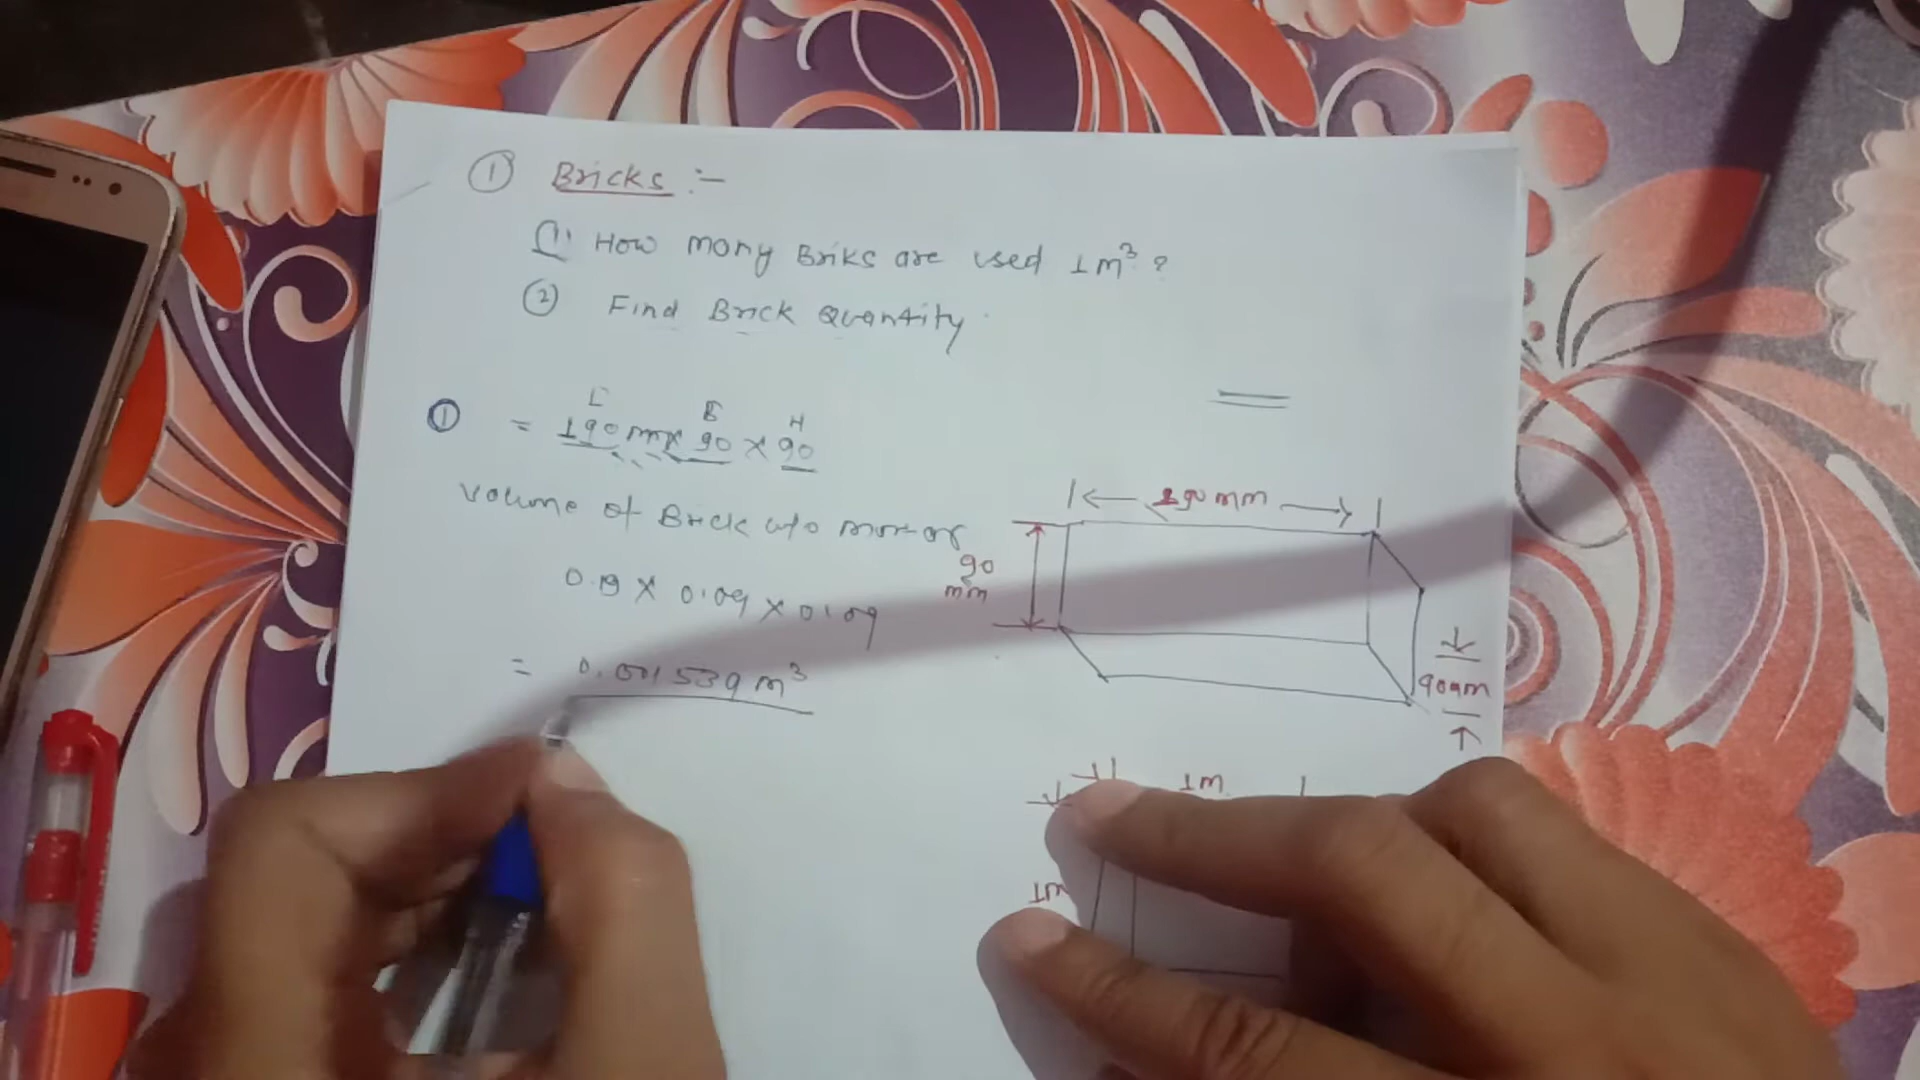 ① Bricks :-
(1) How mony Briks are used 1m³ ?
② Find Brick Quantity.
L B H
① = 190 mm x 90 x 90
volume of Brick w/o mortar
0.19 x 0.09 x 0.09
= 0.001539 m³
190 mm
90
mm
90mm
1m
1m